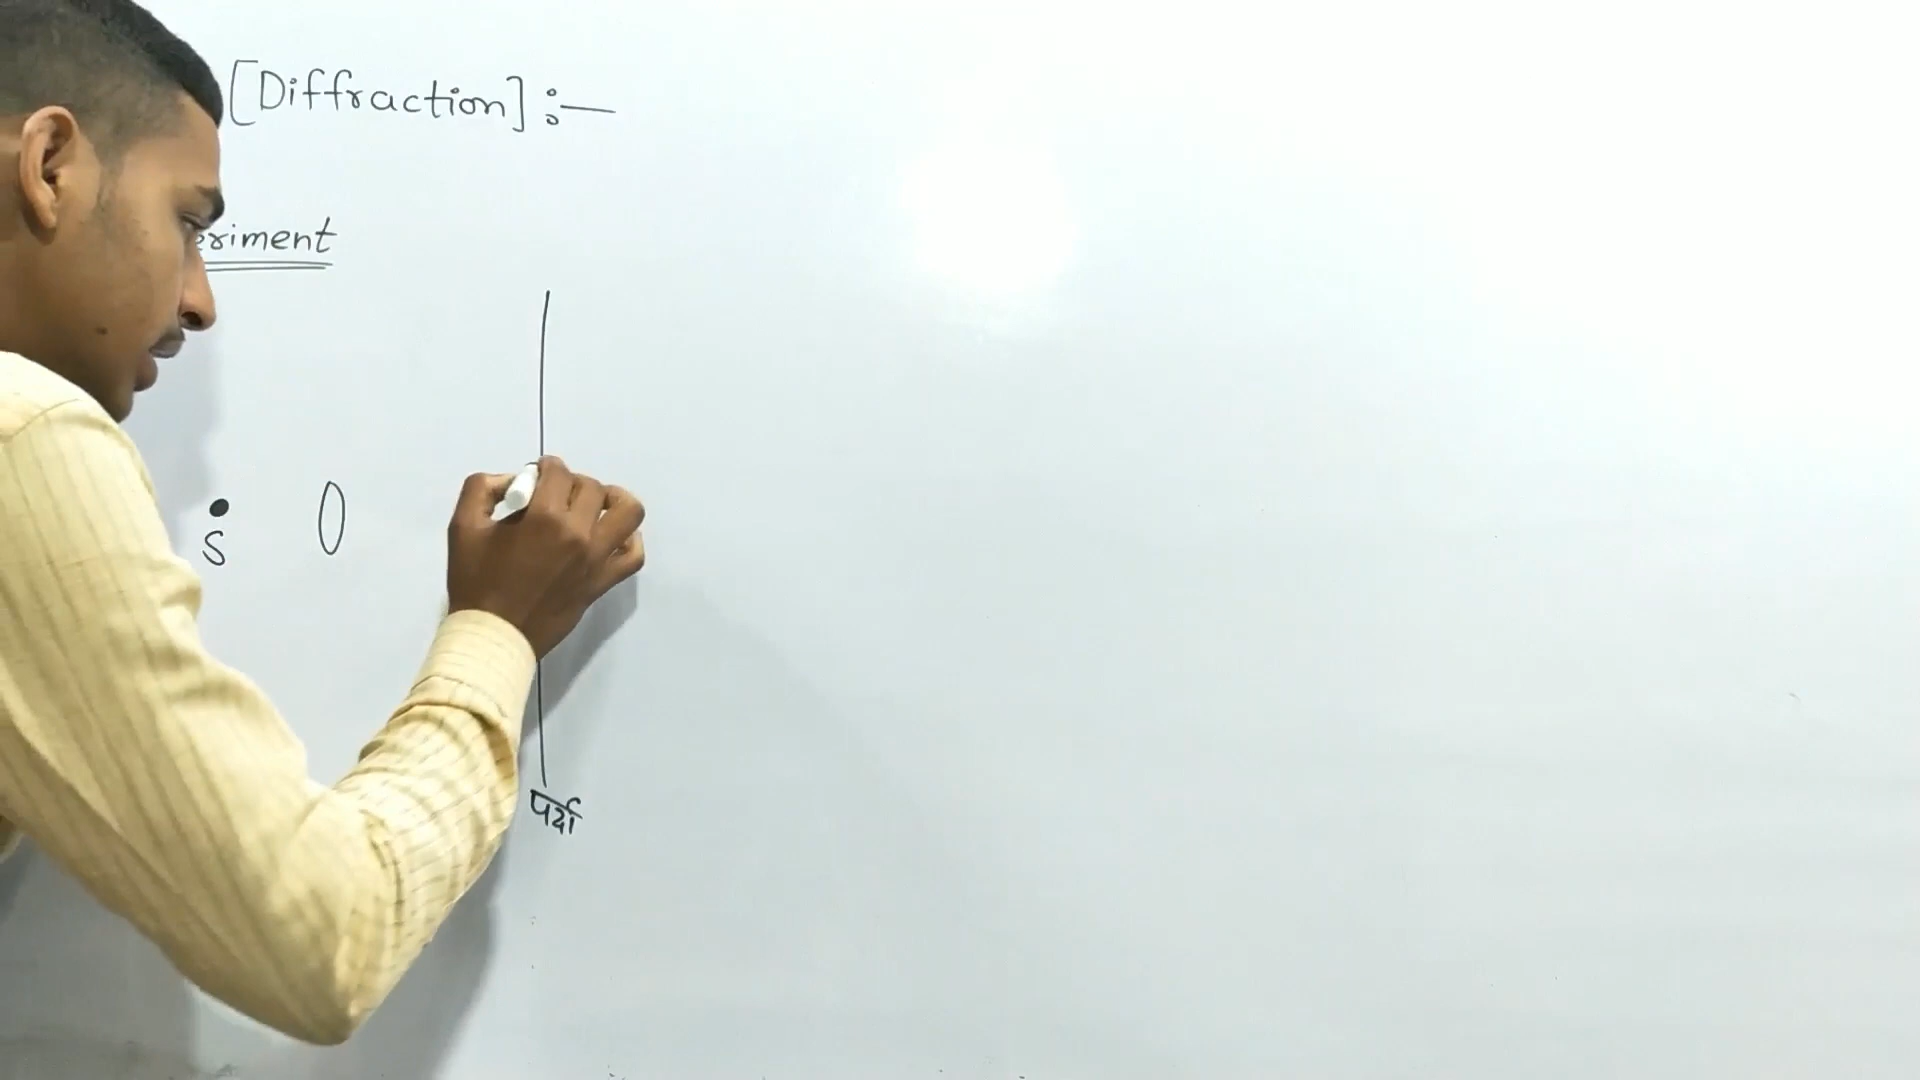 [Diffraction] :—
eriment
S
पर्दा